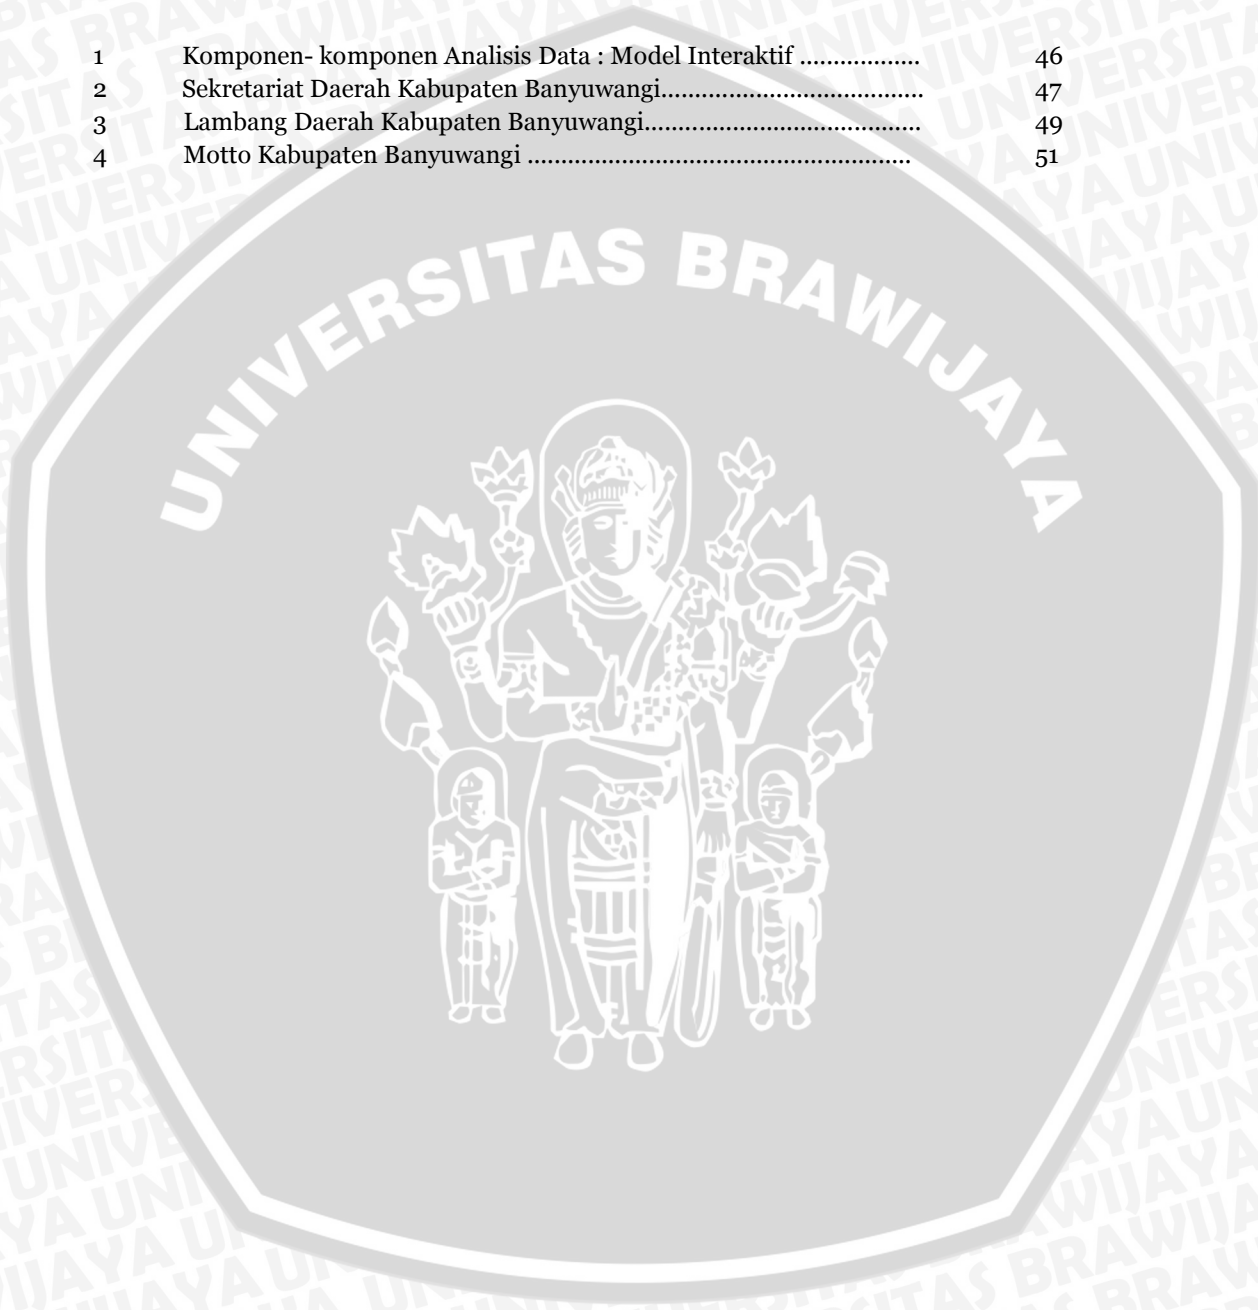 1 Komponen- komponen Analisis Data : Model Interaktif ..................  46
2 Sekretariat Daerah Kabupaten Banyuwangi.......................................  47
3 Lambang Daerah Kabupaten Banyuwangi.........................................  49
4 Motto Kabupaten Banyuwangi .........................................................  51
UNIVERSITAS BRAWIJAYA